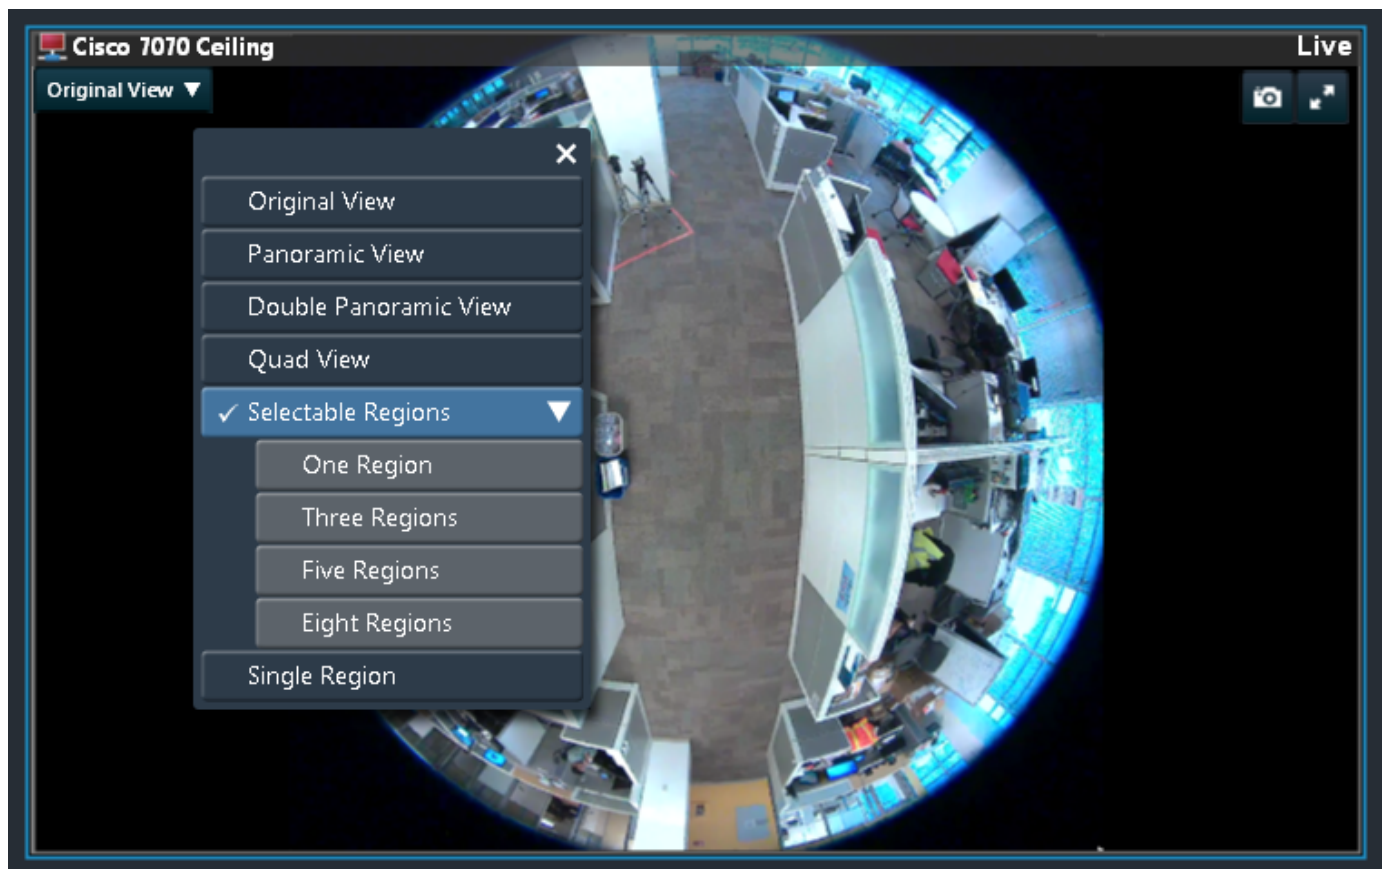 Cisco 7070 Ceiling
Live
Original View
Original View
Panoramic View
Double Panoramic View
Quad View
Selectable Regions
One Region
Three Regions
Five Regions
Eight Regions
Single Region